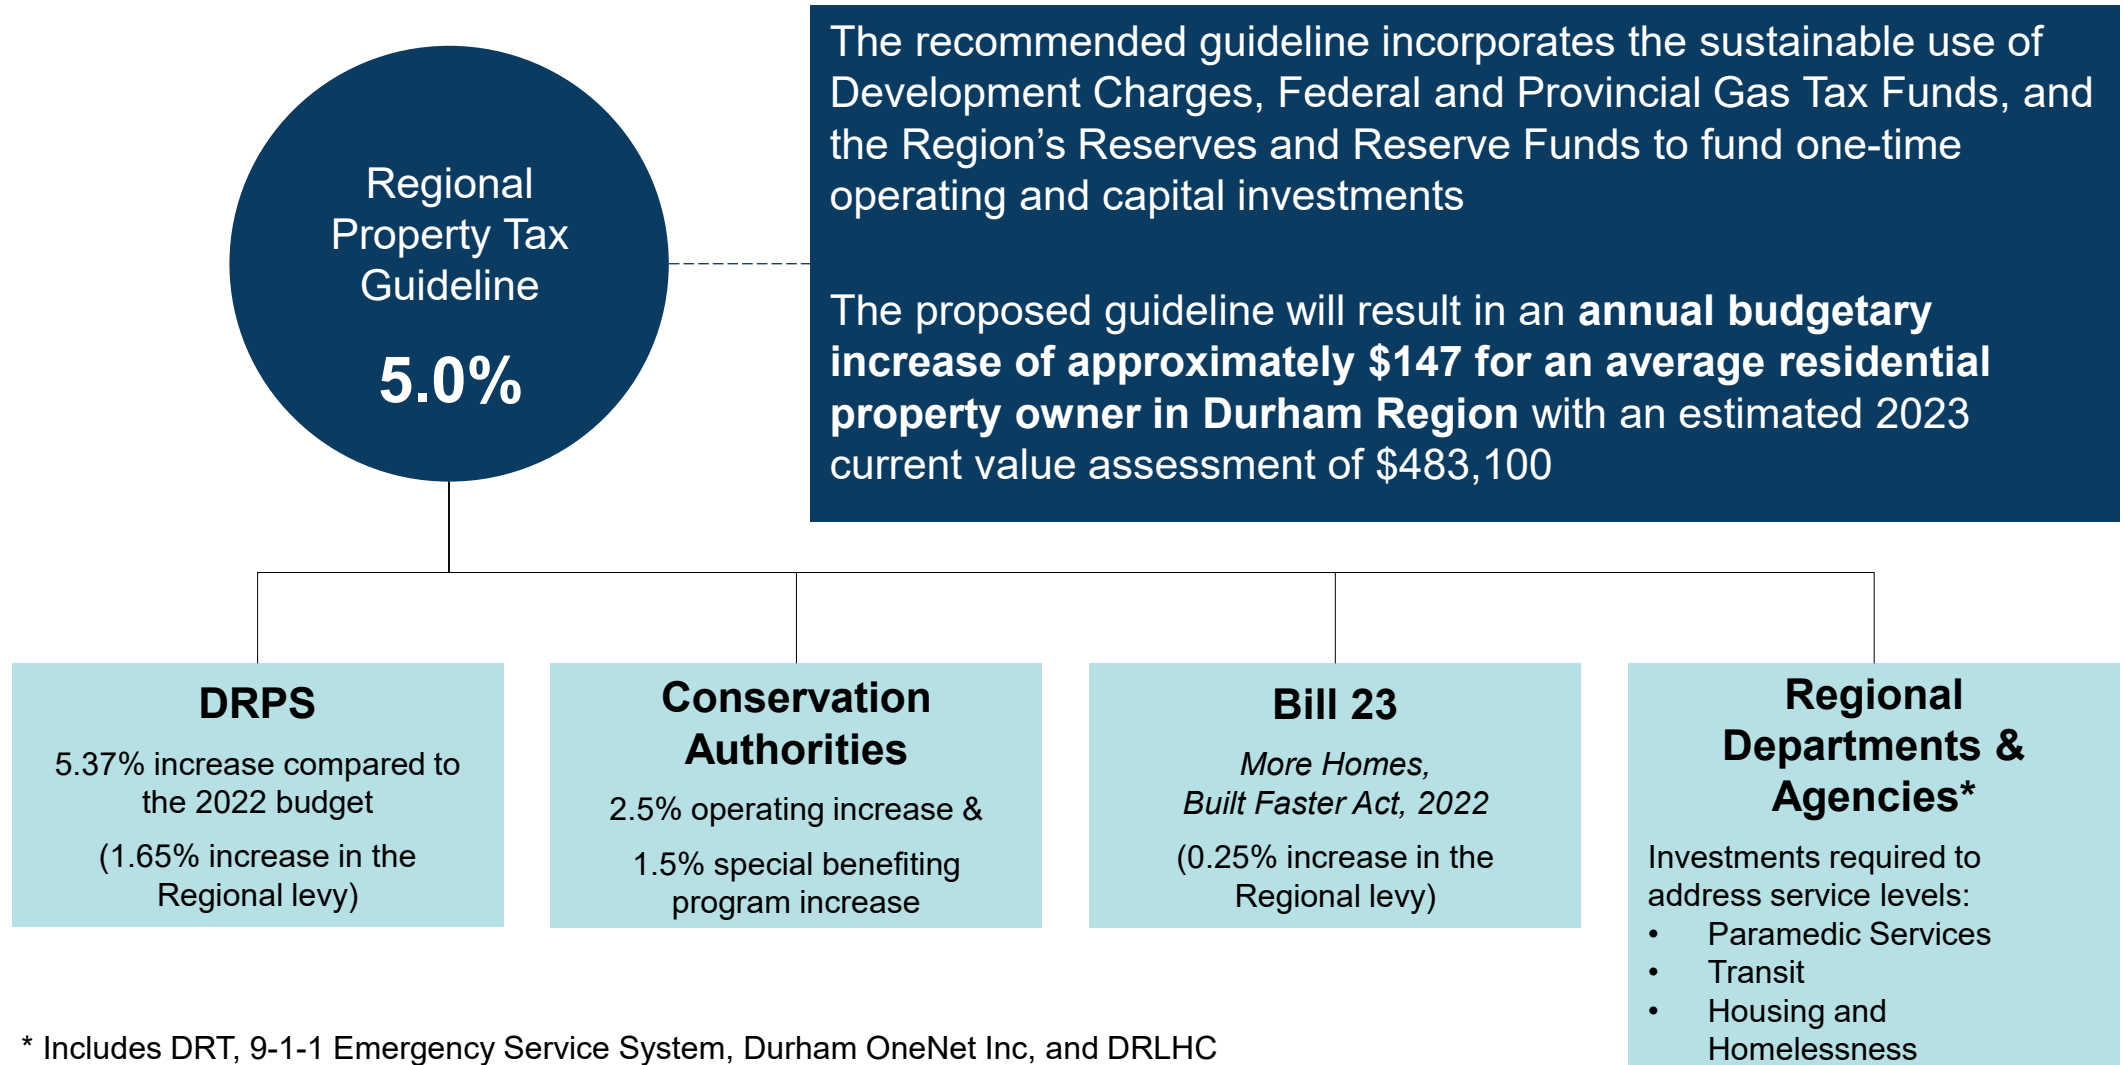 Regional
Property Tax
Guideline
5.0%
The recommended guideline incorporates the sustainable use of
Development Charges, Federal and Provincial Gas Tax Funds, and
the Region’s Reserves and Reserve Funds to fund one-time
operating and capital investments
The proposed guideline will result in an annual budgetary
increase of approximately $147 for an average residential
property owner in Durham Region with an estimated 2023
current value assessment of $483,100
DRPS
5.37% increase compared to
the 2022 budget
(1.65% increase in the
Regional levy)
Conservation
Authorities
2.5% operating increase &
1.5% special benefiting
program increase
Bill 23
More Homes,
Built Faster Act, 2022
(0.25% increase in the
Regional levy)
Regional
Departments &
Agencies*
Investments required to
address service levels:
• Paramedic Services
• Transit
• Housing and
Homelessness
* Includes DRT, 9-1-1 Emergency Service System, Durham OneNet Inc, and DRLHC